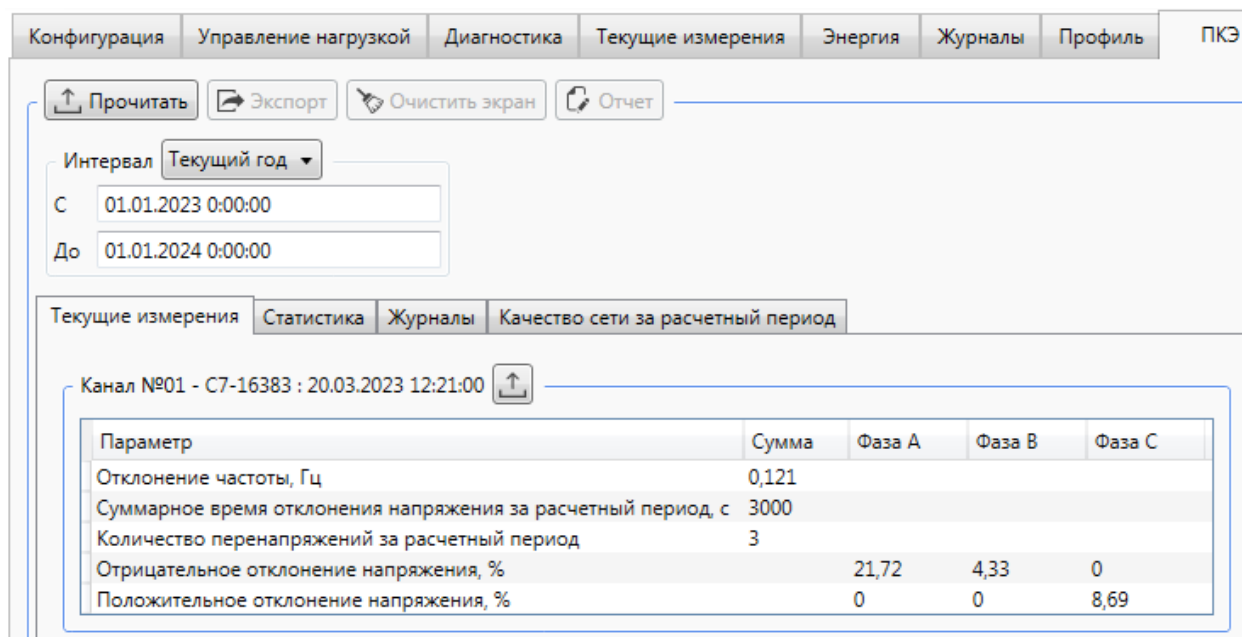 Конфигурация Управление нагрузкой Диагностика Текущие измерения Энергия Журналы Профиль ПКЭ
Прочитать Экспорт Очистить экран Отчет
Интервал Текущий год
С 01.01.2023 0:00:00
До 01.01.2024 0:00:00
Текущие измерения Статистика Журналы Качество сети за расчетный период
Канал №01 - C7-16383 : 20.03.2023 12:21:00
Параметр Сумма Фаза A Фаза B Фаза C
Отклонение частоты, Гц 0,121
Суммарное время отклонения напряжения за расчетный период, с 3000
Количество перенапряжений за расчетный период 3
Отрицательное отклонение напряжения, % 21,72 4,33 0
Положительное отклонение напряжения, % 0 0 8,69